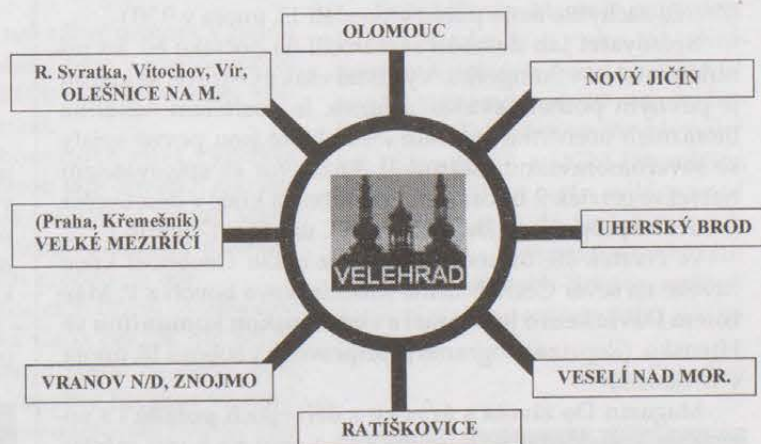 OLOMOUC
R. Svratka, Vítochov, Vír,
OLEŠNICE NA M.
NOVÝ JIČÍN
(Praha, Křemešník)
VELKÉ MEZIŘÍČÍ
VELEHRAD
UHERSKÝ BROD
VRANOV N/D, ZNOJMO
VESELÍ NAD MOR.
RATÍŠKOVICE